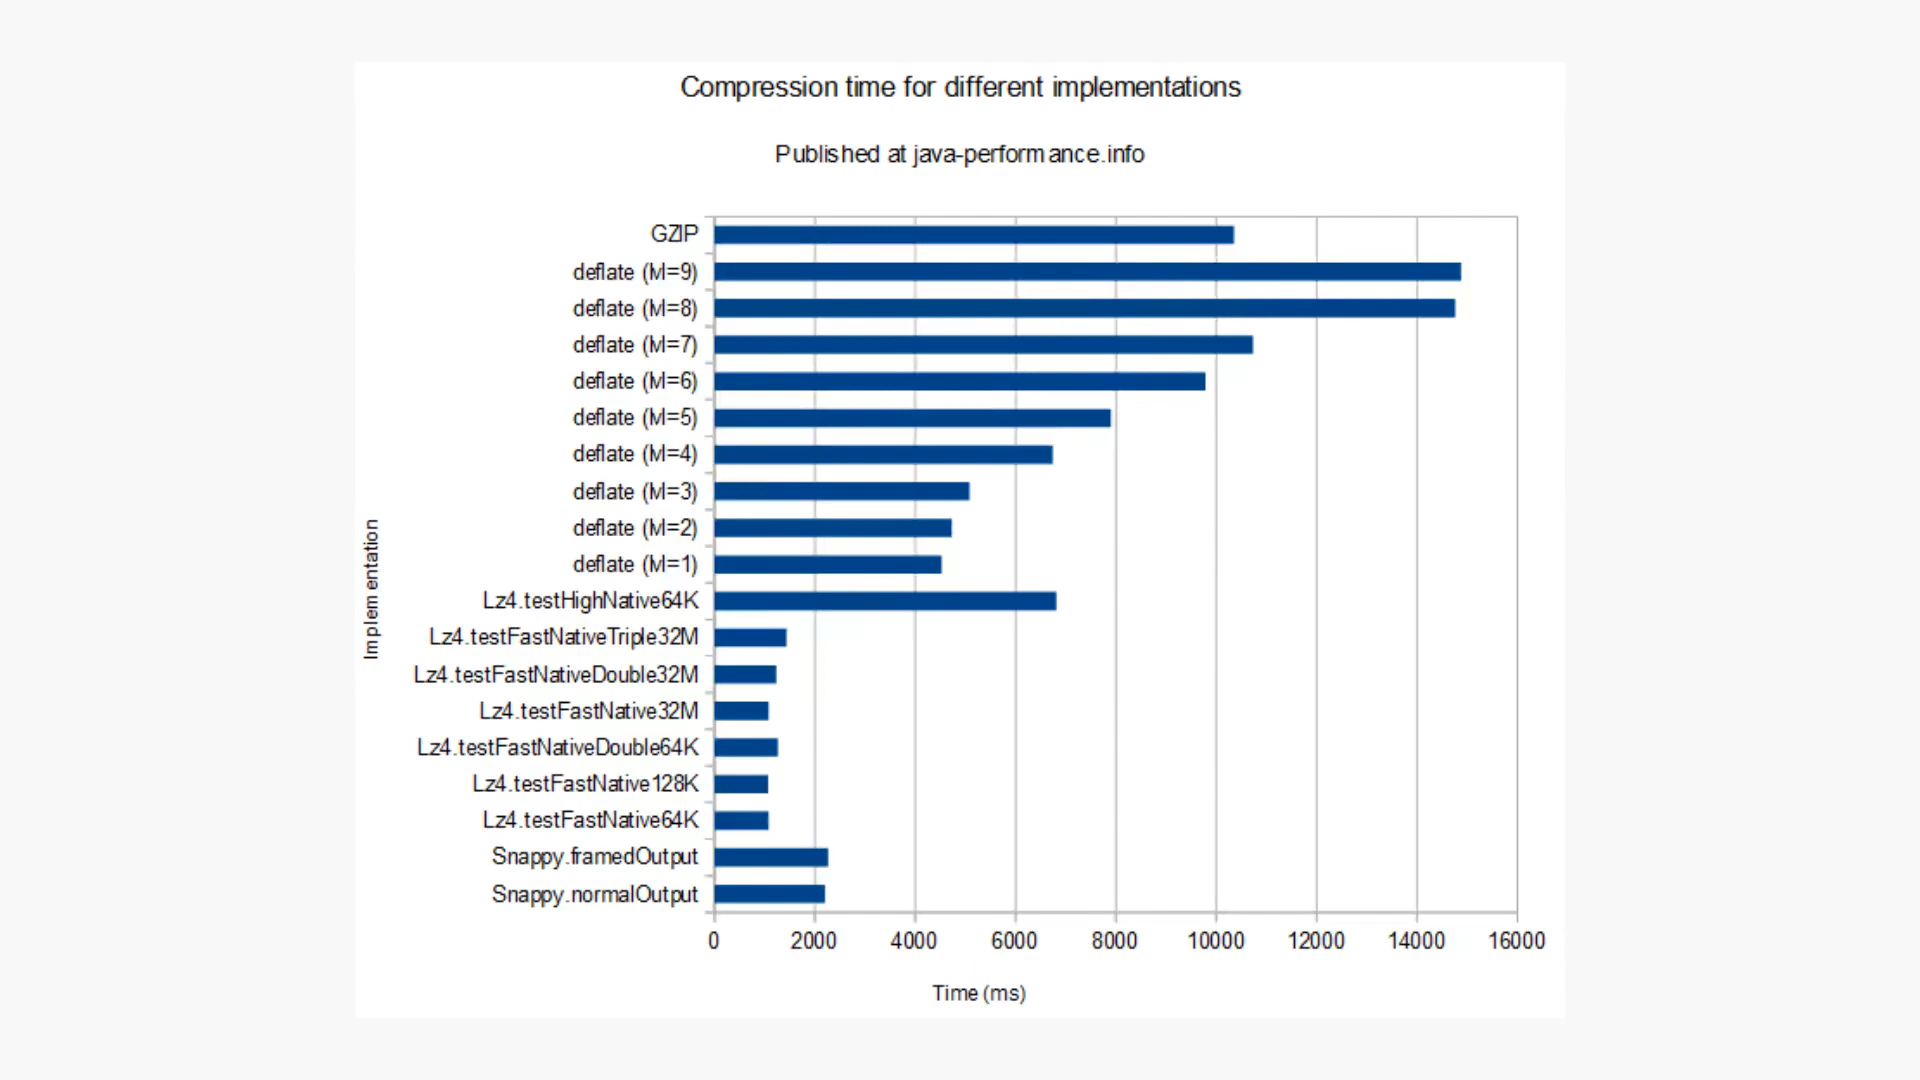 Compression time for different implementations
Published at java-performance.info
Implementation
GZIP
deflate (M=9)
deflate (M=8)
deflate (M=7)
deflate (M=6)
deflate (M=5)
deflate (M=4)
deflate (M=3)
deflate (M=2)
deflate (M=1)
Lz4.testHighNative64K
Lz4.testFastNativeTriple32M
Lz4.testFastNativeDouble32M
Lz4.testFastNative32M
Lz4.testFastNativeDouble64K
Lz4.testFastNative128K
Lz4.testFastNative64K
Snappy.framedOutput
Snappy.normalOutput
0 2000 4000 6000 8000 10000 12000 14000 16000
Time (ms)